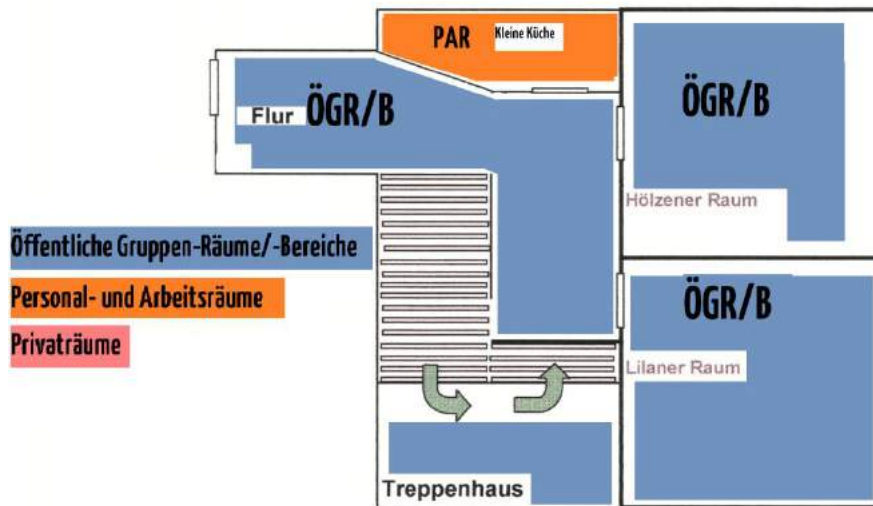 PAR
Kleine Küche
Flur
ÖGR/B
ÖGR/B
Hölzener Raum
Öffentliche Gruppen-Räume/-Bereiche
Personal- und Arbeitsräume
Privaträume
ÖGR/B
Lilaner Raum
Treppenhaus